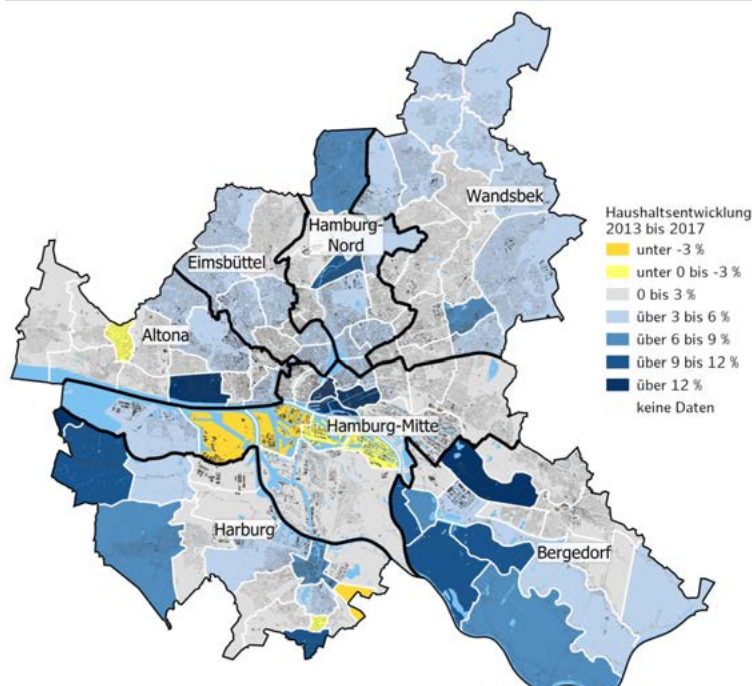 Wandsbek
Hamburg-
Nord
Eimsbüttel
Altona
Hamburg-Mitte
Harburg
Bergedorf
Haushaltsentwicklung
2013 bis 2017
unter -3 %
unter 0 bis -3 %
0 bis 3 %
über 3 bis 6 %
über 6 bis 9 %
über 9 bis 12 %
über 12 %
keine Daten